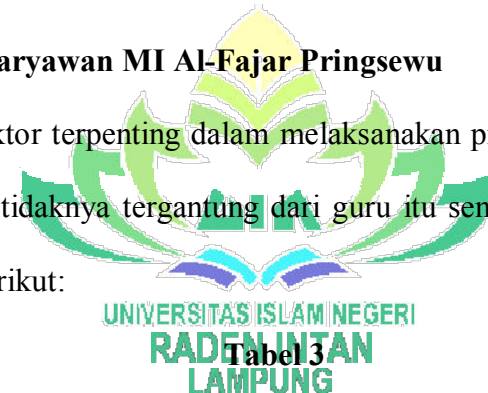 aryawan MI Al-Fajar Pringsewu
ktor terpenting dalam melaksanakan p
tidaknya tergantung dari guru itu sen
rikut:
UNIVERSITAS ISLAM NEGERI
RADEN INTAN
Tabel 3
LAMPUNG